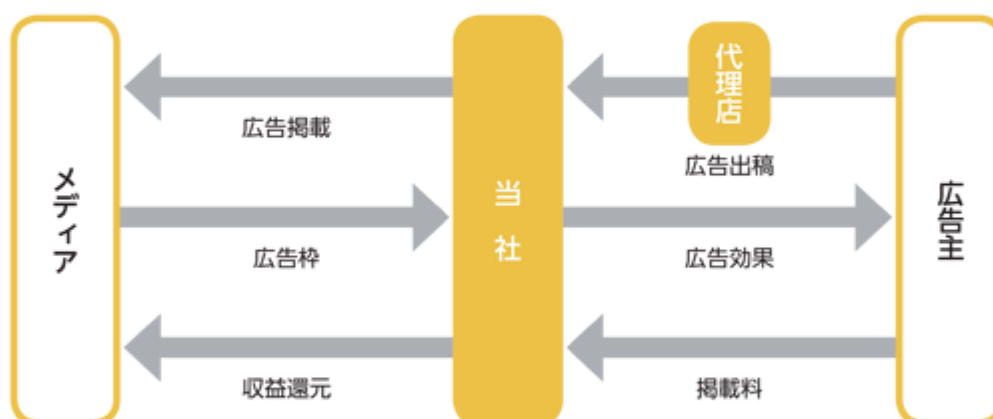 メディア
広告掲載
広告枠
収益還元
当社
代理店
広告出稿
広告効果
掲載料
広告主